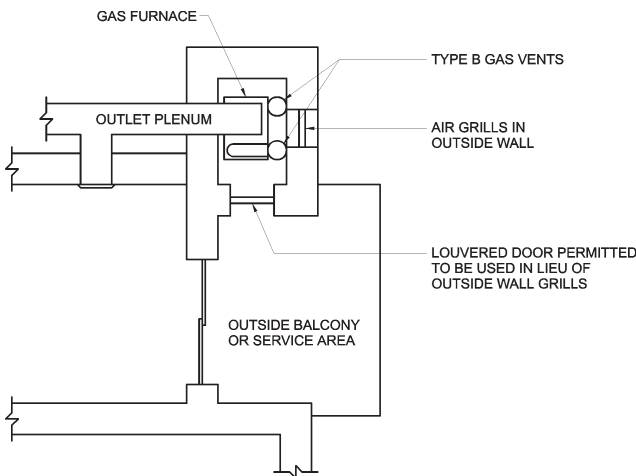 GAS FURNACE
TYPE B GAS VENTS
OUTLET PLENUM
AIR GRILLS IN
OUTSIDE WALL
LOUVERED DOOR PERMITTED
TO BE USED IN LIEU OF
OUTSIDE WALL GRILLS
OUTSIDE BALCONY
OR SERVICE AREA